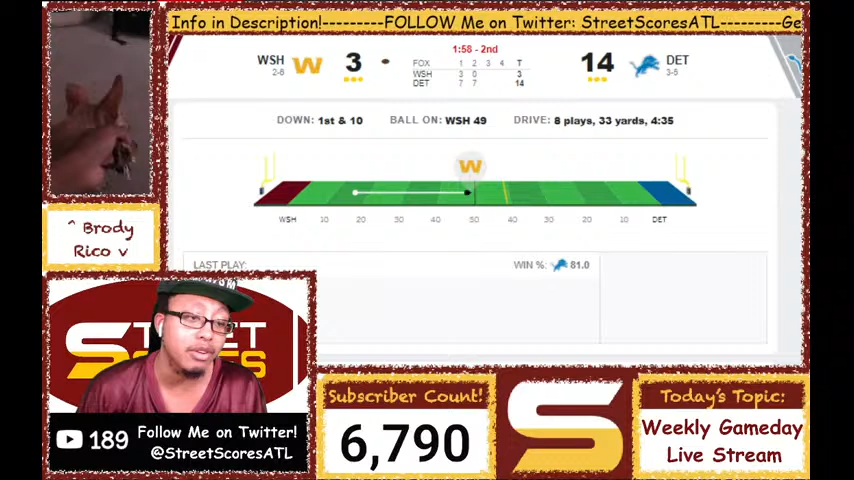 Info in Description!---------FOLLOW Me on Twitter: StreetScoresATL---------Ge
WSH
2-6
W
3
1:58 - 2nd
FOX 1 2 3 4 T
WSH 3 0 3
DET 7 7 14
14
DET
DOWN: 1st & 10 BALL ON: WSH 49 DRIVE: 8 plays, 33 yards, 4:35
W
WSH 10 20 30 40 50 40 30 20 10 DET
LAST PLAY:
WIN %: 81.0
^ Brody
Rico v
189
Follow Me on Twitter!
@StreetScoresATL
Subscriber Count!
6,790
S
Today's Topic:
Weekly Gameday
Live Stream